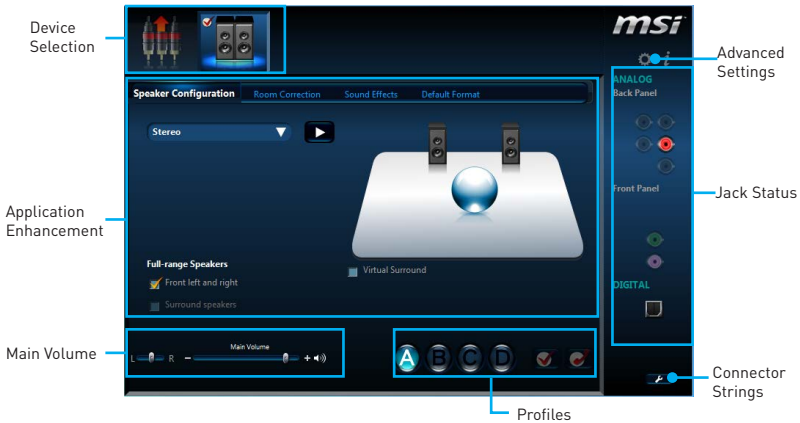 Device
Selection
msi
Advanced
Settings
ANALOG
Back Panel
Speaker Configuration
Room Correction
Sound Effects
Default Format
Stereo
Jack Status
Front Panel
Application
Enhancement
Full-range Speakers
Virtual Surround
Front left and right
Surround speakers
DIGITAL
Main Volume
L
R
Main Volume
A
B
C
D
Connector
Strings
Profiles